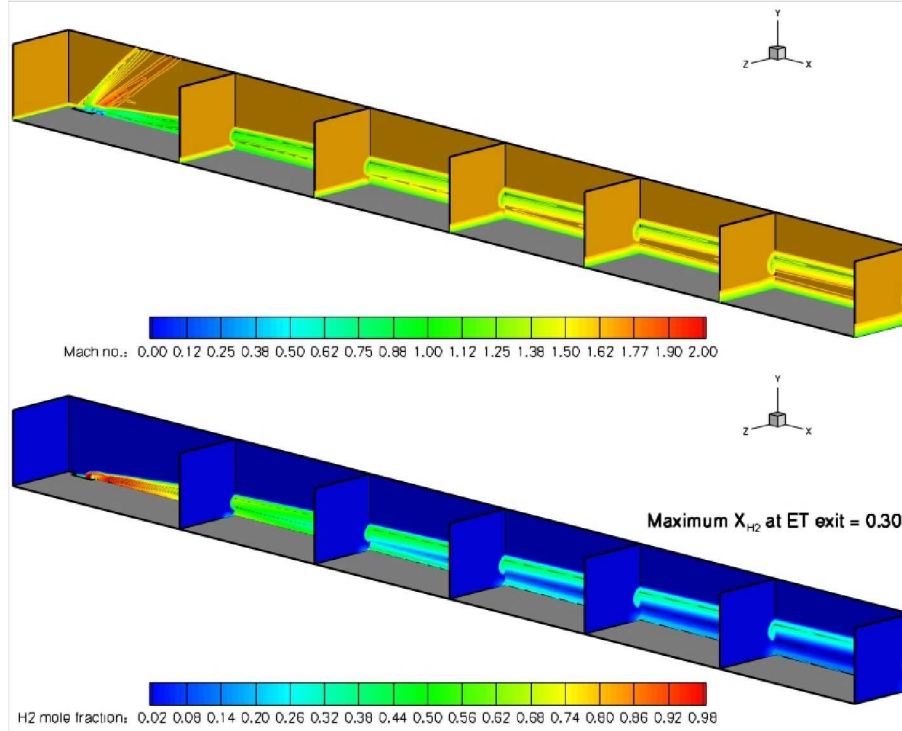 Y
Z
X
Mach no.: 0.00 0.12 0.25 0.38 0.50 0.62 0.75 0.88 1.00 1.12 1.25 1.38 1.50 1.62 1.77 1.90 2.00
Y
Z
X
Maximum X_H2 at ET exit = 0.30
H2 mole fraction: 0.02 0.08 0.14 0.20 0.26 0.32 0.38 0.44 0.50 0.56 0.62 0.68 0.74 0.80 0.86 0.92 0.98